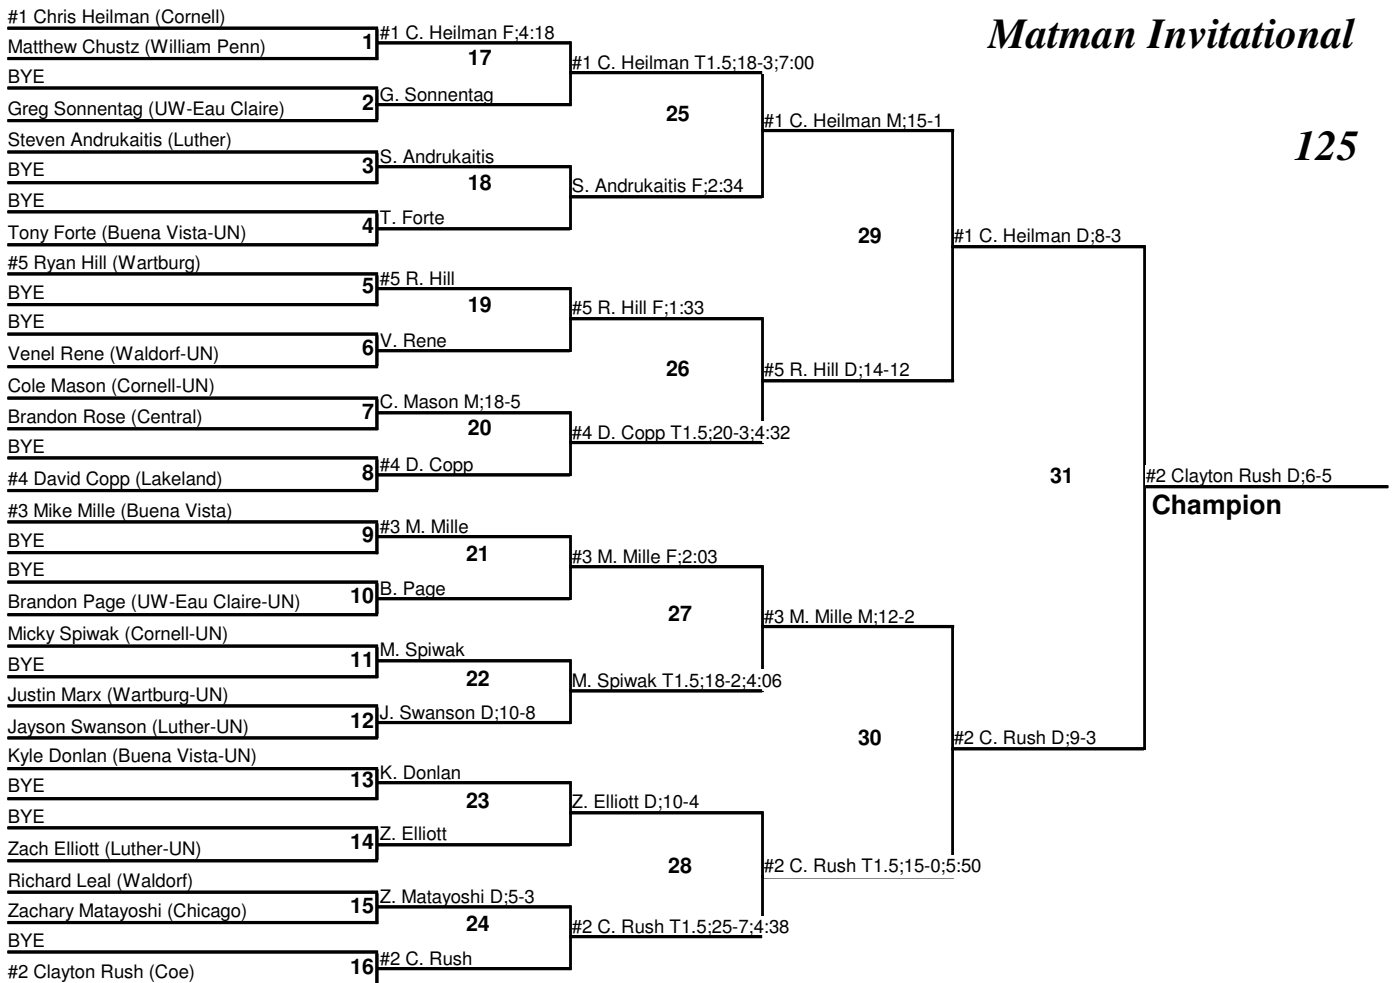 Matman Invitational
125
#1 Chris Heilman (Cornell)
Matthew Chustz (William Penn)
BYE
Greg Sonnentag (UW-Eau Claire)
Steven Andrukaitis (Luther)
BYE
BYE
Tony Forte (Buena Vista-UN)
#5 Ryan Hill (Wartburg)
BYE
BYE
Venel Rene (Waldorf-UN)
Cole Mason (Cornell-UN)
Brandon Rose (Central)
BYE
#4 David Copp (Lakeland)
#3 Mike Mille (Buena Vista)
BYE
BYE
Brandon Page (UW-Eau Claire-UN)
Micky Spiwak (Cornell-UN)
BYE
Justin Marx (Wartburg-UN)
Jayson Swanson (Luther-UN)
Kyle Donlan (Buena Vista-UN)
BYE
BYE
Zach Elliott (Luther-UN)
Richard Leal (Waldorf)
Zachary Matayoshi (Chicago)
BYE
#2 Clayton Rush (Coe)
1
2
3
4
5
6
7
8
9
10
11
12
13
14
15
16
#1 C. Heilman F;4:18
17
G. Sonnentag
S. Andrukaitis
18
T. Forte
#5 R. Hill
19
V. Rene
C. Mason M;18-5
20
#4 D. Copp
#3 M. Mille
21
B. Page
M. Spiwak
22
J. Swanson D;10-8
K. Donlan
23
Z. Elliott
Z. Matayoshi D;5-3
24
#2 C. Rush
#1 C. Heilman T1.5;18-3;7:00
25
S. Andrukaitis F;2:34
#5 R. Hill F;1:33
26
#4 D. Copp T1.5;20-3;4:32
#3 M. Mille F;2:03
27
M. Spiwak T1.5;18-2;4:06
Z. Elliott D;10-4
28
#2 C. Rush T1.5;25-7;4:38
#1 C. Heilman M;15-1
29
#5 R. Hill D;14-12
#3 M. Mille M;12-2
30
#2 C. Rush T1.5;15-0;5:50
#1 C. Heilman D;8-3
31
#2 C. Rush D;9-3
#2 Clayton Rush D;6-5
Champion